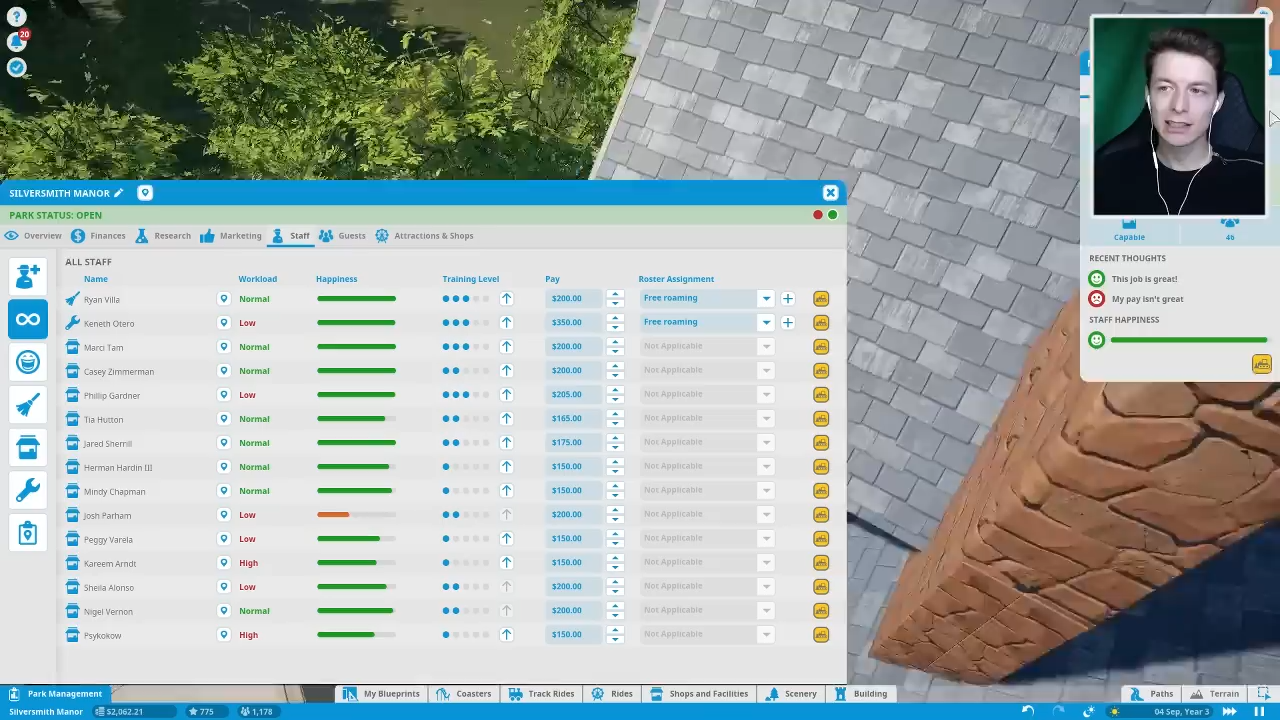 ?
20
SILVERSMITH MANOR
PARK STATUS: OPEN
Overview Finances Research Marketing Staff Guests Attractions & Shops
ALL STAFF
Name Workload Happiness Training Level Pay Roster Assignment
Ryan Villa Normal $200.00 Free roaming
Keneth Otero Low $350.00 Free roaming
Marci Tam Normal $200.00 Not Applicable
Casey Zimmerman Normal $200.00 Not Applicable
Phillip Gardner Low $205.00 Not Applicable
Tia Hutton Normal $165.00 Not Applicable
Jared Sherrill Normal $175.00 Not Applicable
Herman Hardin III Normal $150.00 Not Applicable
Mindy Chapman Normal $150.00 Not Applicable
Josh Parham Low $200.00 Not Applicable
Peggy Varela Low $150.00 Not Applicable
Kareem Arndt High $150.00 Not Applicable
Sheila Alonso Low $200.00 Not Applicable
Nigel Vernon Normal $200.00 Not Applicable
Psykokow High $150.00 Not Applicable
Capable 46
RECENT THOUGHTS
This job is great!
My pay isn't great
STAFF HAPPINESS
Park Management My Blueprints Coasters Track Rides Rides Shops and Facilities Scenery Building Paths Terrain
Silversmith Manor $2,062.21 775 1,178 04 Sep, Year 3